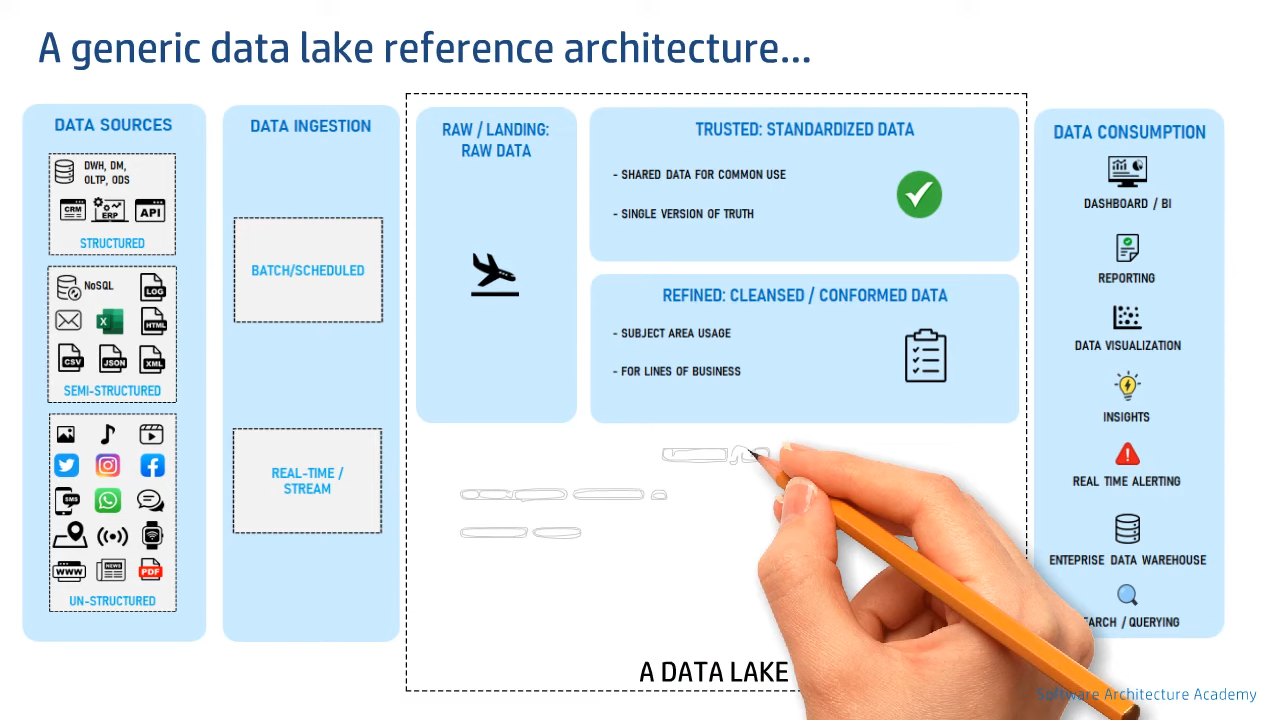 A generic data lake reference architecture...
DATA SOURCES
DWH, DM,
OLTP, ODS
CRM
ERP
API
STRUCTURED
NoSQL
LOG
HTML
CSV
JSON
XML
SEMI-STRUCTURED
SMS
WWW
NEWS
PDF
UN-STRUCTURED
DATA INGESTION
BATCH/SCHEDULED
REAL-TIME /
STREAM
RAW / LANDING:
RAW DATA
TRUSTED: STANDARDIZED DATA
- SHARED DATA FOR COMMON USE
- SINGLE VERSION OF TRUTH
REFINED: CLEANSED / CONFORMED DATA
- SUBJECT AREA USAGE
- FOR LINES OF BUSINESS
A DATA LAKE
DATA CONSUMPTION
DASHBOARD / BI
REPORTING
DATA VISUALIZATION
INSIGHTS
REAL TIME ALERTING
ENTEPRISE DATA WAREHOUSE
ARCH / QUERYING
Software Architecture Academy